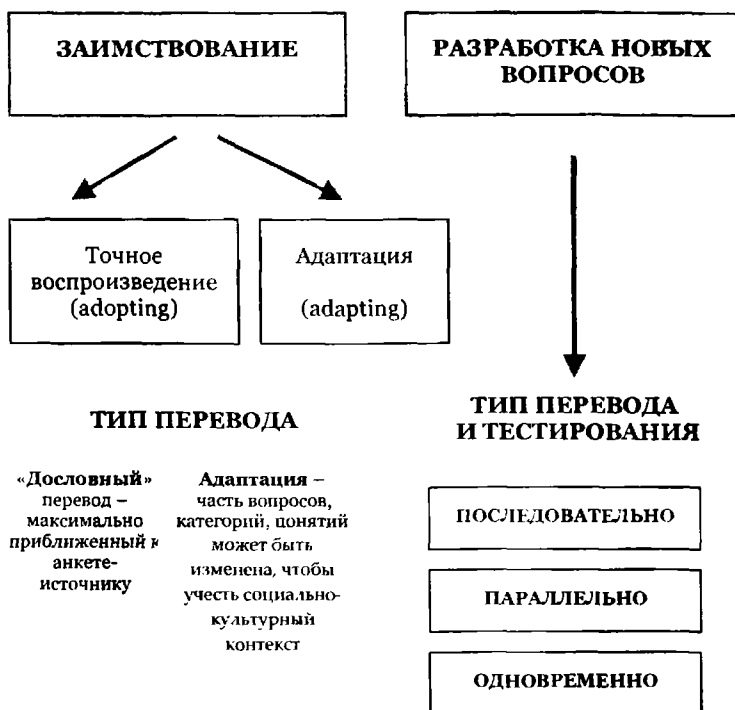 ЗАИМСТВОВАНИЕ
РАЗРАБОТКА НОВЫХ
ВОПРОСОВ
Точное
воспроизведение
(adopting)
Адаптация
(adapting)
ТИП ПЕРЕВОДА
«Дословный»
перевод –
максимально
приближенный к
анкете-
источнику
Адаптация –
часть вопросов,
категорий, понятий
может быть
изменена, чтобы
учесть социально-
культурный
контекст
ТИП ПЕРЕВОДА
И ТЕСТИРОВАНИЯ
ПОСЛЕДОВАТЕЛЬНО
ПАРАЛЛЕЛЬНО
ОДНОВРЕМЕННО